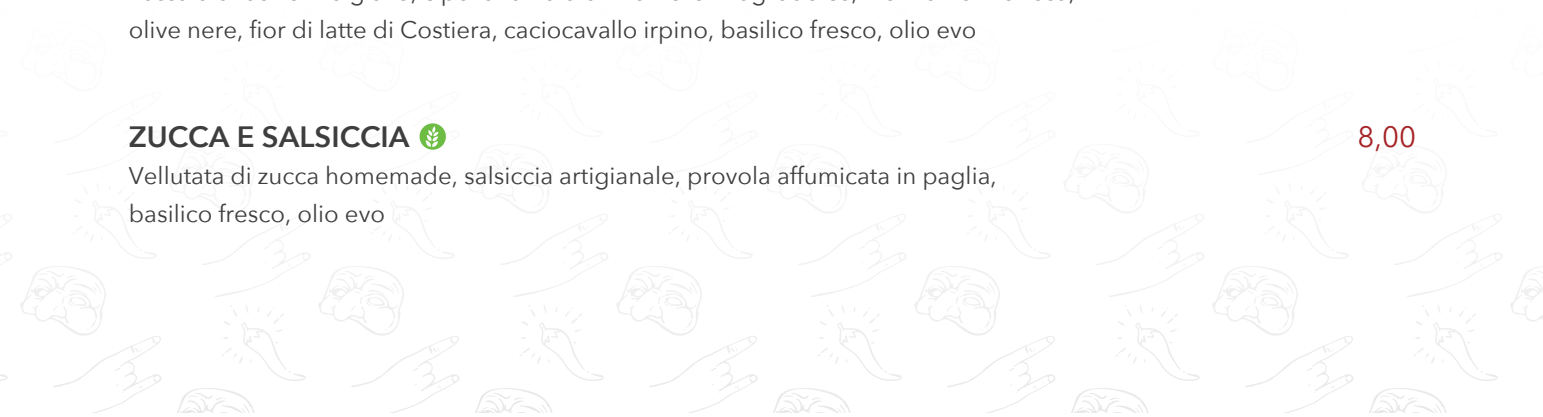 olive nere, fior di latte di Costiera, caciocavallo irpino, basilico fresco, olio evo
ZUCCA E SALSICCIA 8,00
Vellutata di zucca homemade, salsiccia artigianale, provola affumicata in paglia,
basilico fresco, olio evo